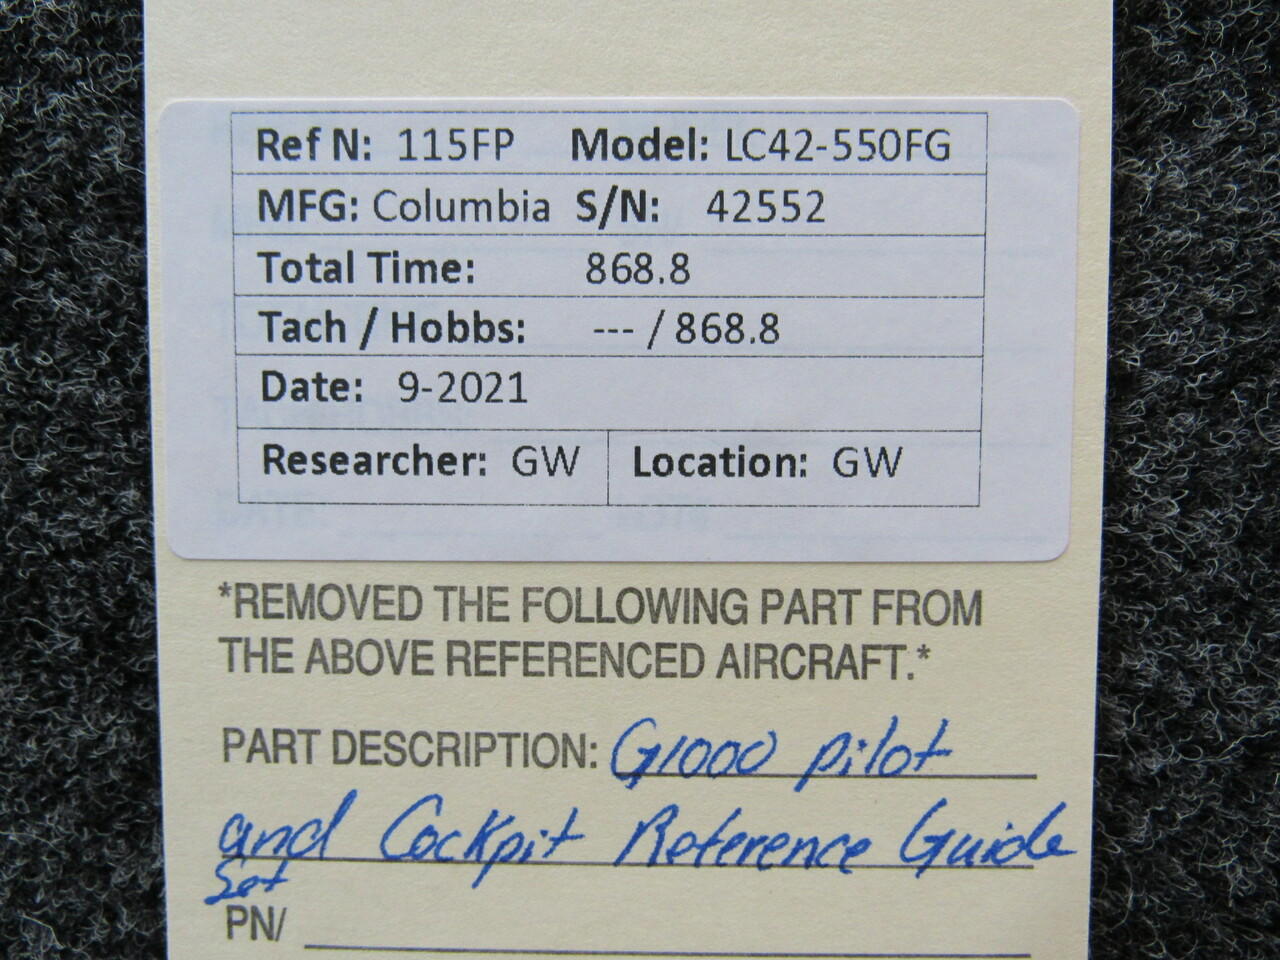 Ref N: 115FP Model: LC42-550FG
MFG: Columbia S/N: 42552
Total Time: 868.8
Tach / Hobbs: --- / 868.8
Date: 9-2021
Researcher: GW Location: GW
*REMOVED THE FOLLOWING PART FROM
THE ABOVE REFERENCED AIRCRAFT.*
PART DESCRIPTION: G1000 pilot
and Cockpit Reference Guide
Set
PN/